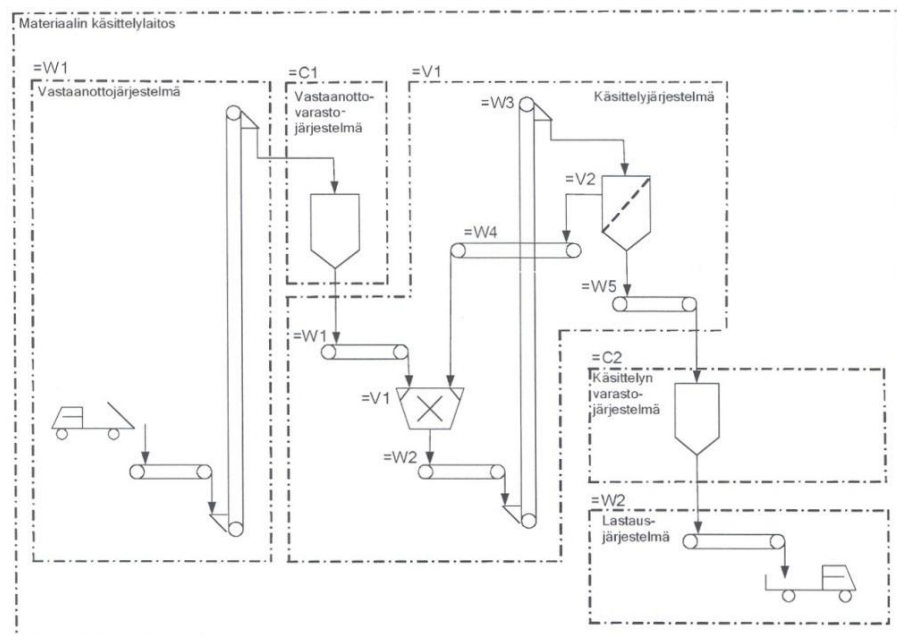 Materiaalin käsittelylaitos
=W1
Vastaanottojärjestelmä
=C1
Vastaanotto-
varasto-
järjestelmä
=V1
Käsittelyjärjestelmä
=W3
=V2
=W4
=W5
=W1
=V1
=W2
=C2
Käsittelyn
varasto-
järjestelmä
=W2
Lastaus-
järjestelmä